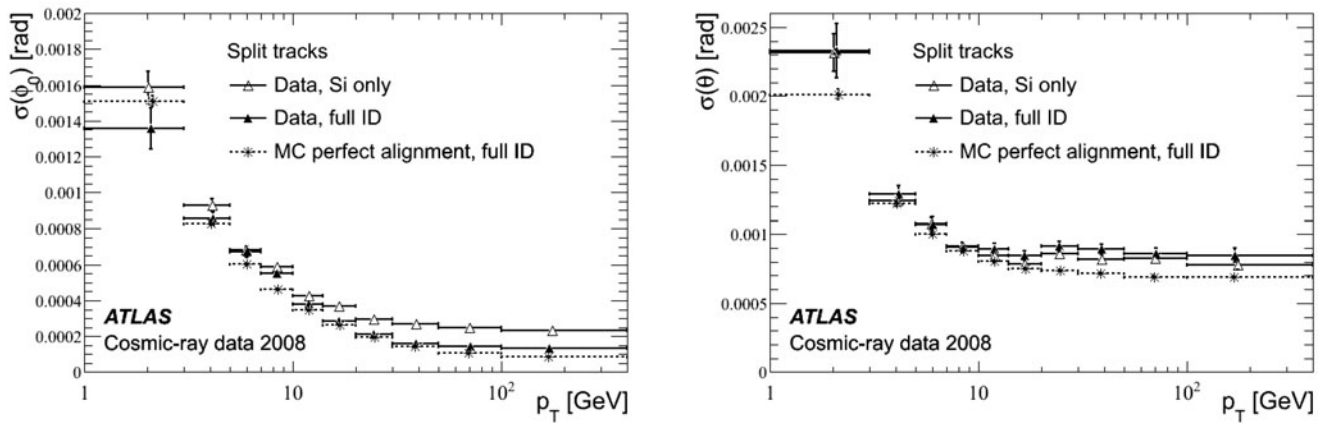 σ(φ₀) [rad]
0.002
0.0018
0.0016
0.0014
0.0012
0.001
0.0008
0.0006
0.0004
0.0002
0
Split tracks
Data, Si only
Data, full ID
MC perfect alignment, full ID
ATLAS
Cosmic-ray data 2008
1
10
10²
p_T [GeV]
σ(θ) [rad]
0.0025
0.002
0.0015
0.001
0.0005
0
Split tracks
Data, Si only
Data, full ID
MC perfect alignment, full ID
ATLAS
Cosmic-ray data 2008
1
10
10²
p_T [GeV]